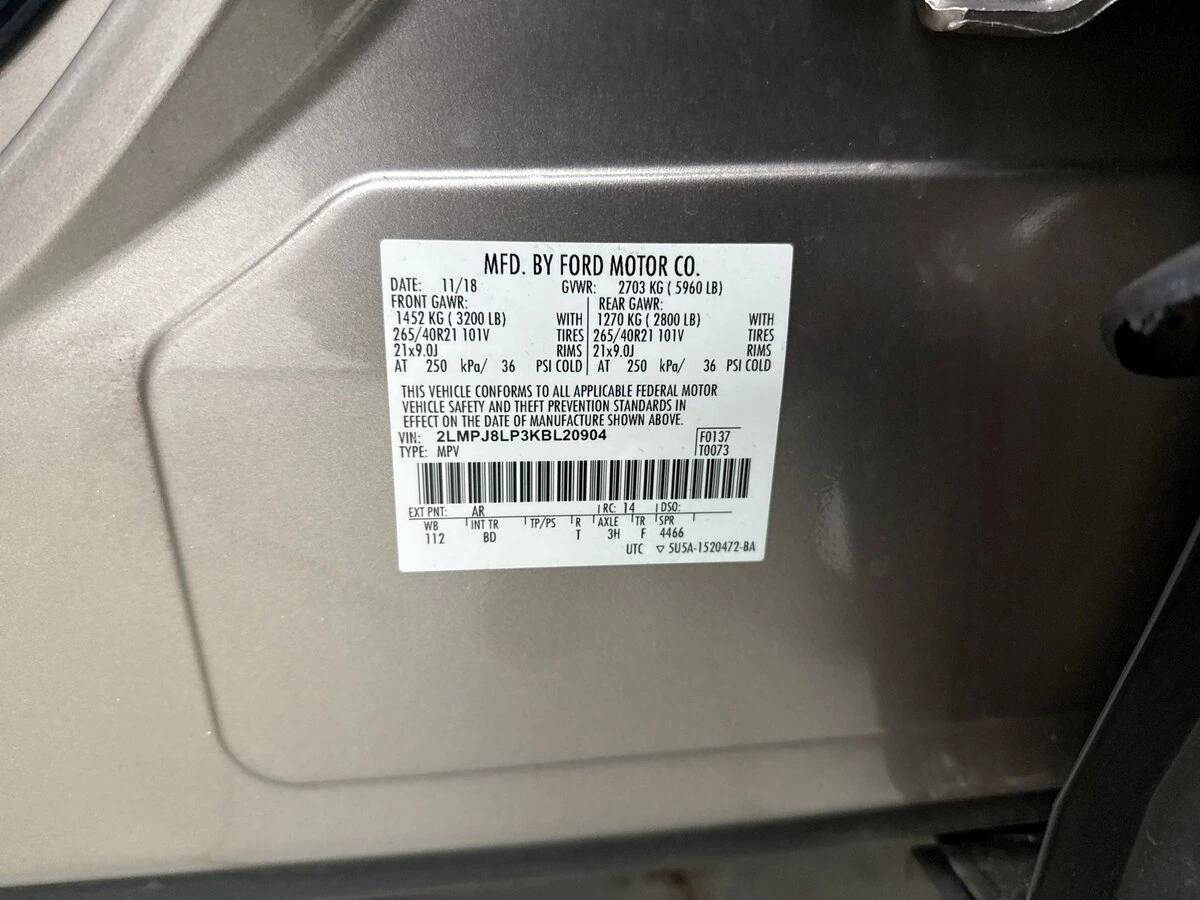 MFD. BY FORD MOTOR CO.
DATE: 11/18 GVWR: 2703 KG ( 5960 LB)
FRONT GAWR: REAR GAWR:
1452 KG ( 3200 LB) WITH 1270 KG ( 2800 LB) WITH
265/40R21 101V TIRES 265/40R21 101V TIRES
21x9.0J RIMS 21x9.0J RIMS
AT 250 kPa/ 36 PSI COLD AT 250 kPa/ 36 PSI COLD
THIS VEHICLE CONFORMS TO ALL APPLICABLE FEDERAL MOTOR
VEHICLE SAFETY AND THEFT PREVENTION STANDARDS IN
EFFECT ON THE DATE OF MANUFACTURE SHOWN ABOVE.
VIN: 2LMPJ8LP3KBL20904 F0137
TYPE: MPV T0073
EXT PNT: AR RC: 14 DSO:
WB INT TR TP/PS R AXLE TR SPR
112 BD T 3H F 4466
UTC ▽ 5U5A-1520472-BA